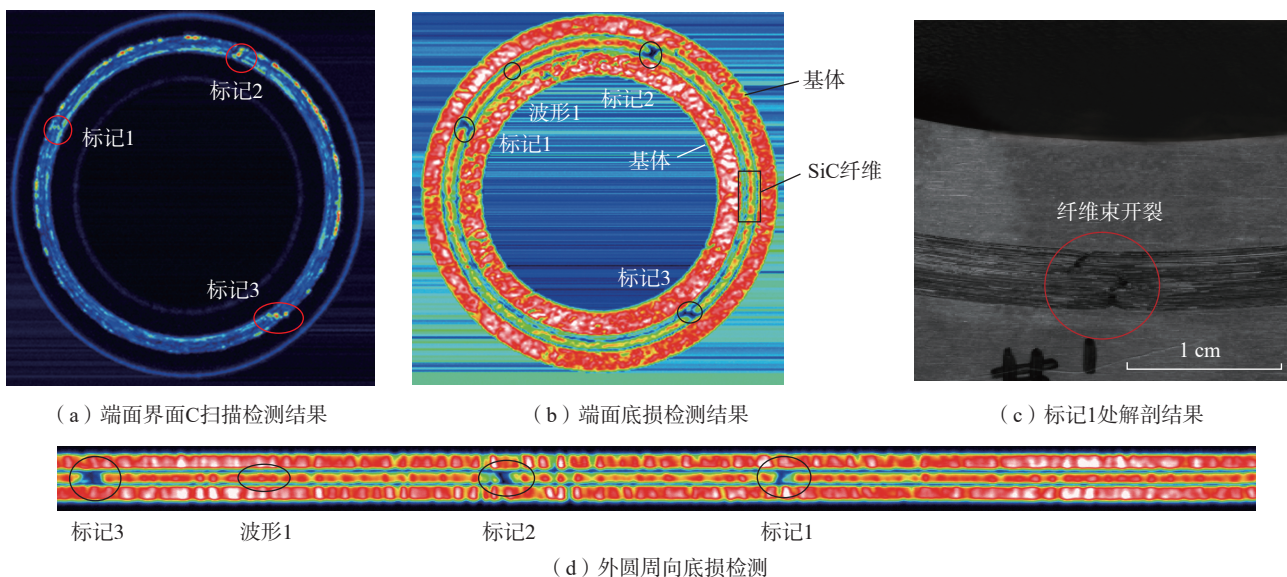 标记2
标记1
标记3
（a）端面界面C扫描检测结果
标记2
波形1
标记1
基体
基体
SiC纤维
标记3
（b）端面底损检测结果
纤维束开裂
1 cm
（c）标记1处解剖结果
标记3
波形1
标记2
标记1
（d）外圆周向底损检测